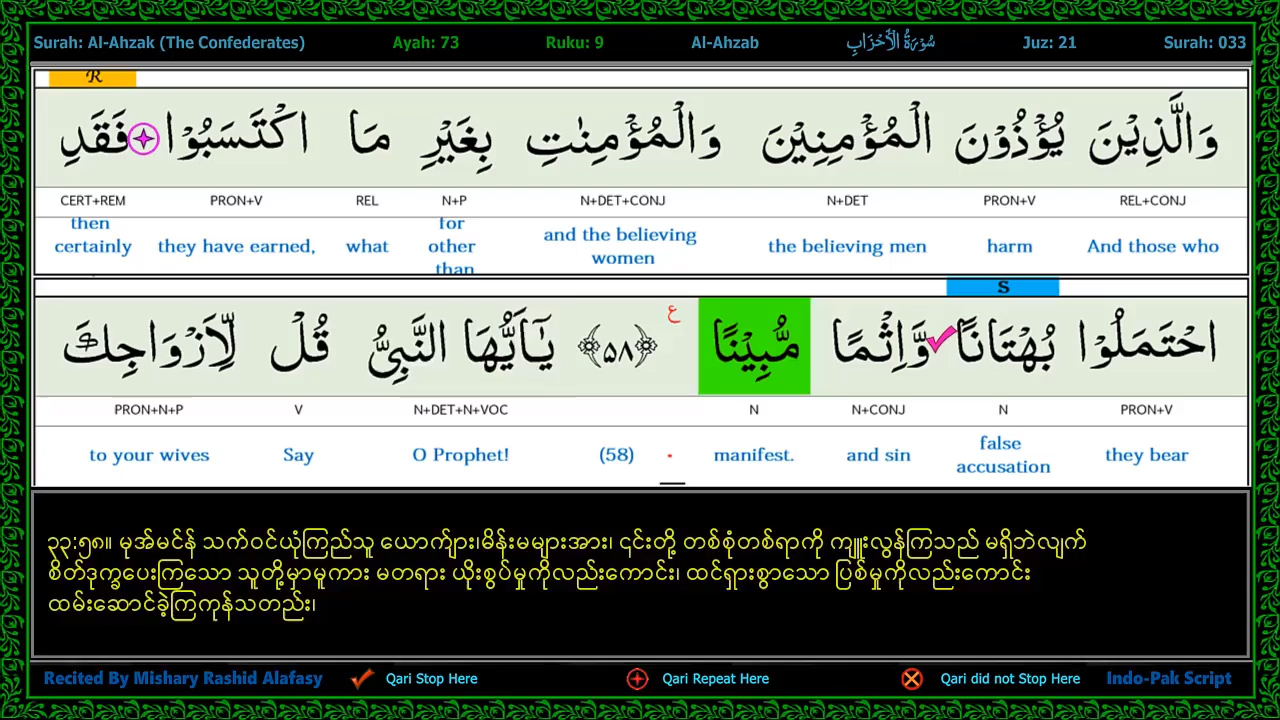 Surah: Al-Ahzak (The Confederates) Ayah: 73 Ruku: 9 Al-Ahzab سُوْرَةُ الْاَحْزَابِ Juz: 21 Surah: 033
R
وَالَّذِيْنَ يُؤْذُوْنَ الْمُؤْمِنِيْنَ وَالْمُؤْمِنٰتِ بِغَيْرِ مَا اكْتَسَبُوْا فَقَدِ
CERT+REM PRON+V REL N+P N+DET+CONJ N+DET PRON+V REL+CONJ
then certainly they have earned, what for other than and the believing women the believing men harm And those who
S
احْتَمَلُوْا بُهْتَانًا وَّاِثْمًا مُّبِيْنًا ع ﴿۵۸﴾ يٰۤاَيُّهَا النَّبِىُّ قُلْ لِّاَزْوَاجِكَ
PRON+N+P V N+DET+N+VOC N N+CONJ N PRON+V
to your wives Say O Prophet! (58) manifest. and sin false accusation they bear
၃၃:၅၈။ မုအ်မင်န် သက်ဝင်ယုံကြည်သူ ယောက်ျား၊မိန်းမများအား၊ ၎င်းတို့ တစ်စုံတစ်ရာကို ကျူးလွန်ကြသည် မရှိဘဲလျက်
စိတ်ဒုက္ခပေးကြသော သူတို့မှာမူကား မတရား ယိုးစွပ်မှုကိုလည်းကောင်း၊ ထင်ရှားစွာသော ပြစ်မှုကိုလည်းကောင်း
ထမ်းဆောင်ခဲ့ကြကုန်သတည်း၊
Recited By Mishary Rashid Alafasy Qari Stop Here Qari Repeat Here Qari did not Stop Here Indo-Pak Script